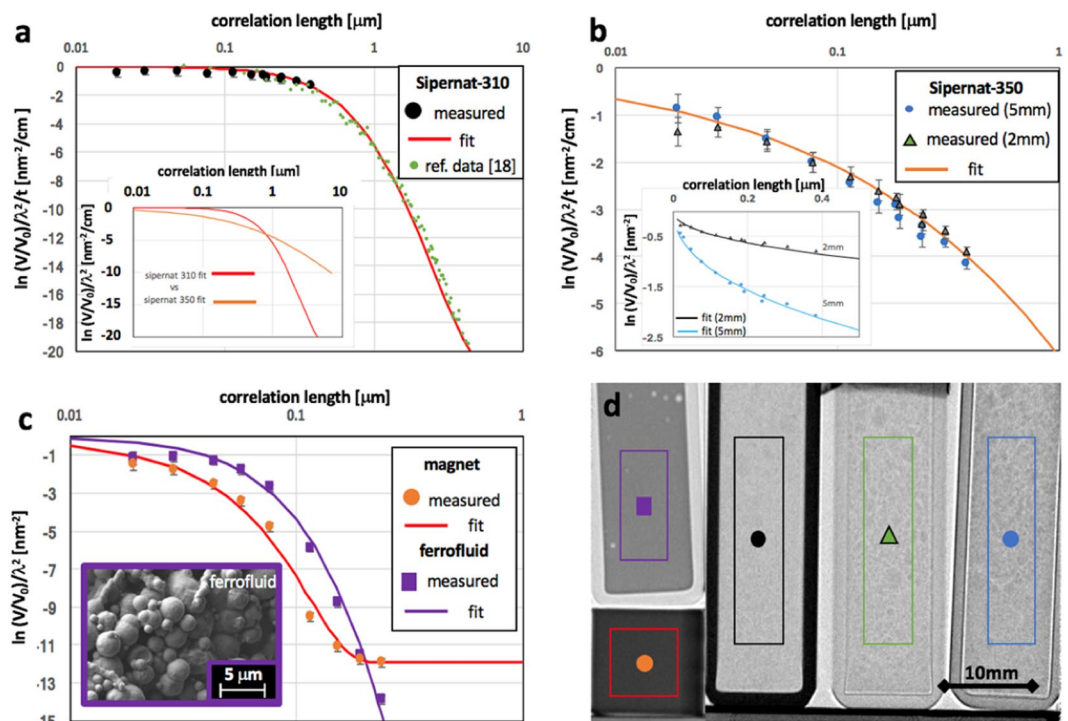 a
correlation length [μm]
0.01 0.1 1 10
0
-2
-4
-6
-8
-10
-12
-14
-16
-18
-20
ln (V/V₀)/λ²/t [nm⁻²/cm]
Sipernat-310
measured
fit
ref. data [18]
correlation length [μm]
0.01 0.1 1 10
0
-5
-10
-15
-20
ln (V/V₀)/λ² [nm⁻²/cm]
sipernat 310 fit
vs
sipernat 350 fit
b
correlation length [μm]
0.1 1
0
-1
-2
-3
-4
-5
-6
ln (V/V₀)/λ²/t [nm⁻²/cm]
Sipernat-350
measured (5mm)
measured (2mm)
fit
correlation length [μm]
0 0.2 0.4
-0.5
-1.5
-2.5
ln (V/V₀)/λ² [nm⁻²]
2mm
5mm
fit (2mm)
fit (5mm)
c
correlation length [μm]
0.01 0.1 1
-1
-3
-5
-7
-9
-11
-13
15
ln (V/V₀)/λ² [nm⁻²]
magnet
measured
fit
ferrofluid
measured
fit
ferrofluid
5 μm
d
10mm